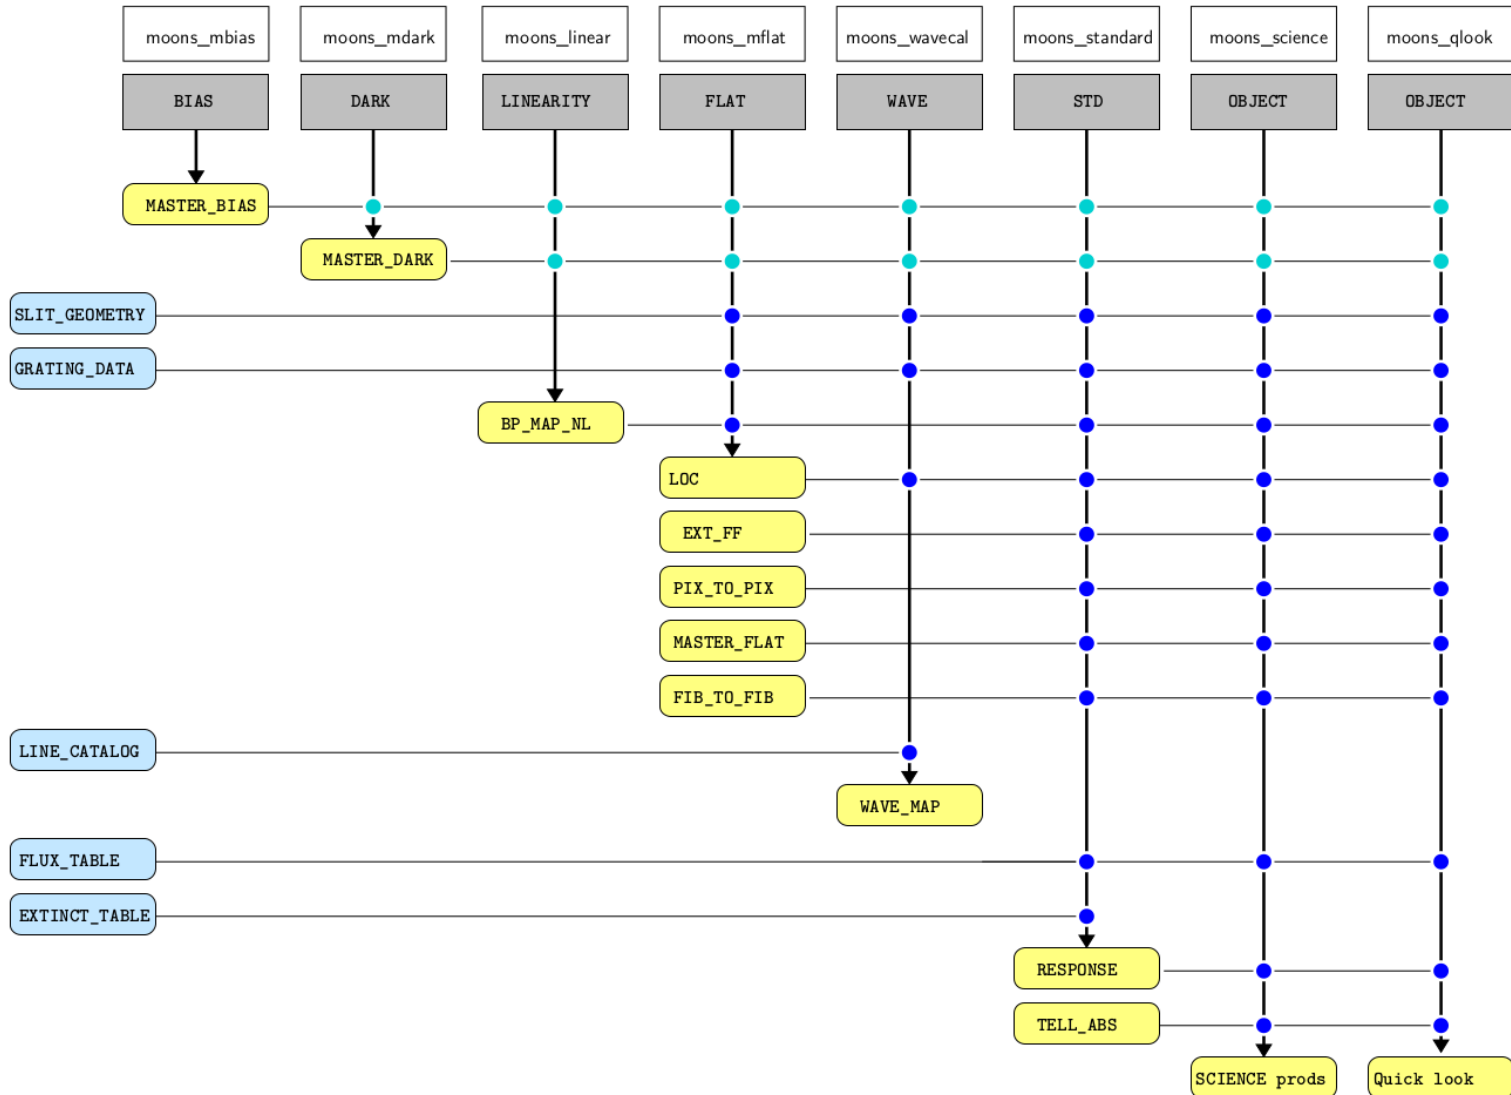 moons_mbias
moons_mdark
moons_linear
moons_mflat
moons_wavecal
moons_standard
moons_science
moons_qlook
BIAS
DARK
LINEARITY
FLAT
WAVE
STD
OBJECT
OBJECT
MASTER_BIAS
MASTER_DARK
SLIT_GEOMETRY
GRATING_DATA
BP_MAP_NL
LOC
EXT_FF
PIX_TO_PIX
MASTER_FLAT
FIB_TO_FIB
LINE_CATALOG
WAVE_MAP
FLUX_TABLE
EXTINCT_TABLE
RESPONSE
TELL_ABS
SCIENCE prods
Quick look